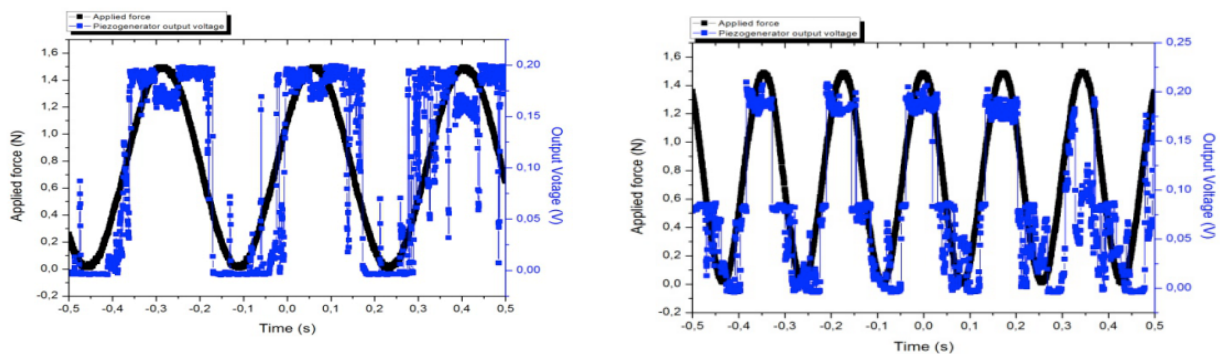 Applied force
Piezogenerator output voltage
1,6
1,4
1,2
1,0
0,8
0,6
0,4
0,2
0,0
-0,2
Applied force (N)
0,20
0,15
0,10
0,05
0,00
Output Voltage (V)
-0,5 -0,4 -0,3 -0,2 -0,1 0,0 0,1 0,2 0,3 0,4 0,5
Time (s)
Applied force
Piezogenerator output voltage
1,6
1,4
1,2
1,0
0,8
0,6
0,4
0,2
0,0
-0,2
Applied force (N)
0,25
0,20
0,15
0,10
0,05
0,00
Output Voltage (V)
-0,5 -0,4 -0,3 -0,2 -0,1 0,0 0,1 0,2 0,3 0,4 0,5
Time (s)